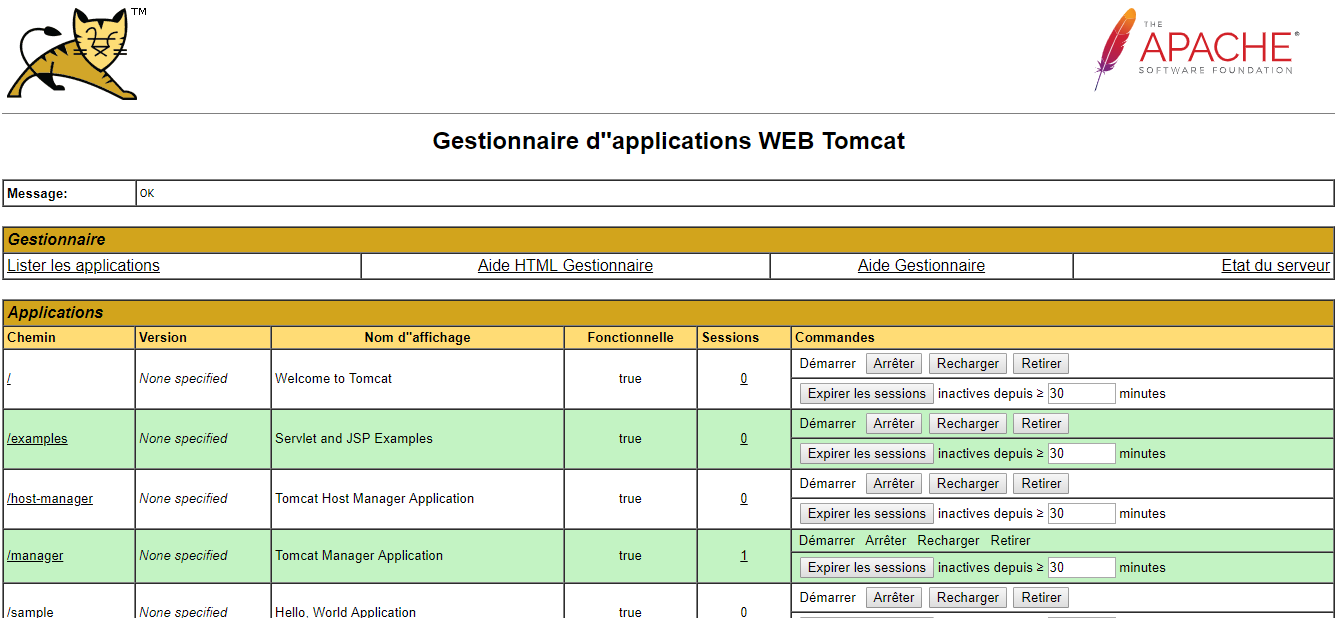 TM
THE
APACHE®
SOFTWARE FOUNDATION
Gestionnaire d''applications WEB Tomcat
Message: OK
Gestionnaire
Lister les applications Aide HTML Gestionnaire Aide Gestionnaire Etat du serveur
Applications
Chemin Version Nom d''affichage Fonctionnelle Sessions Commandes
/ None specified Welcome to Tomcat true 0 Démarrer Arrêter Recharger Retirer
Expirer les sessions inactives depuis ≥ 30 minutes
/examples None specified Servlet and JSP Examples true 0 Démarrer Arrêter Recharger Retirer
Expirer les sessions inactives depuis ≥ 30 minutes
/host-manager None specified Tomcat Host Manager Application true 0 Démarrer Arrêter Recharger Retirer
Expirer les sessions inactives depuis ≥ 30 minutes
/manager None specified Tomcat Manager Application true 1 Démarrer Arrêter Recharger Retirer
Expirer les sessions inactives depuis ≥ 30 minutes
/sample None specified Hello, World Application true 0 Démarrer Arrêter Recharger Retirer